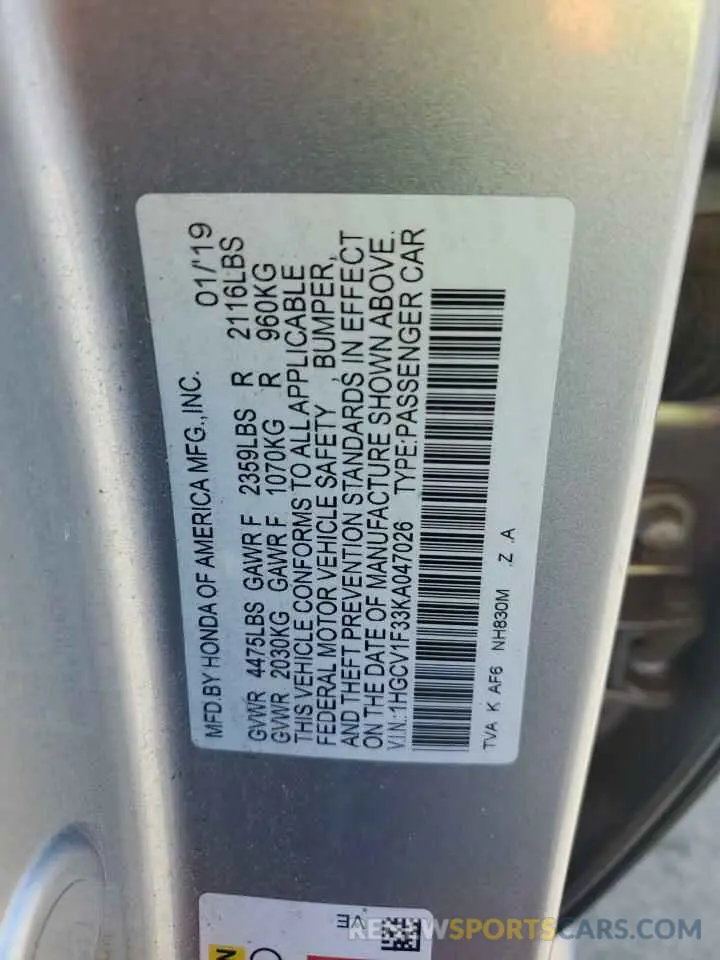 MFD.BY HONDA OF AMERICA MFG.,INC. 01/'19
GVWR 4475LBS GAWR F 2359LBS R 2116LBS
GVWR 2030KG GAWR F 1070KG R 960KG
THIS VEHICLE CONFORMS TO ALL APPLICABLE
FEDERAL MOTOR VEHICLE SAFETY, BUMPER,
AND THEFT PREVENTION STANDARDS IN EFFECT
ON THE DATE OF MANUFACTURE SHOWN ABOVE.
V.I.N.:1HGCV1F33KA047026 TYPE:PASSENGER CAR
TVA K AF6 NH830M .Z .A
VE
REVIEWSPORTSCARS.COM